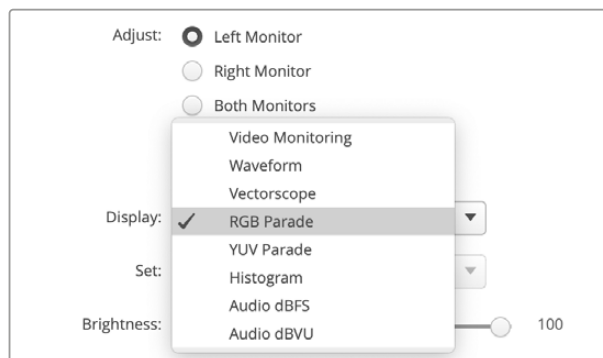 Adjust: Left Monitor
Right Monitor
Both Monitors
Video Monitoring
Waveform
Vectorscope
Display: ✓ RGB Parade
YUV Parade
Set:
Histogram
Audio dBFS
Brightness: 100
Audio dBVU